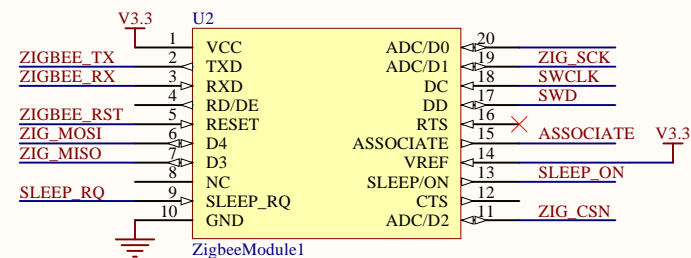 V3.3 U2
1 VCC ADC/D0 20
ZIGBEE_TX 2 TXD ADC/D1 19 ZIG_SCK
ZIGBEE_RX 3 RXD DC 18 SWCLK
4 RD/DE DD 17 SWD
ZIGBEE_RST 5 RESET RTS 16
ZIG_MOSI 6 D4 ASSOCIATE 15 ASSOCIATE V3.3
ZIG_MISO 7 D3 VREF 14
8 NC SLEEP/ON 13 SLEEP_ON
SLEEP_RQ 9 SLEEP_RQ CTS 12
10 GND ADC/D2 11 ZIG_CSN
ZigbeeModule1